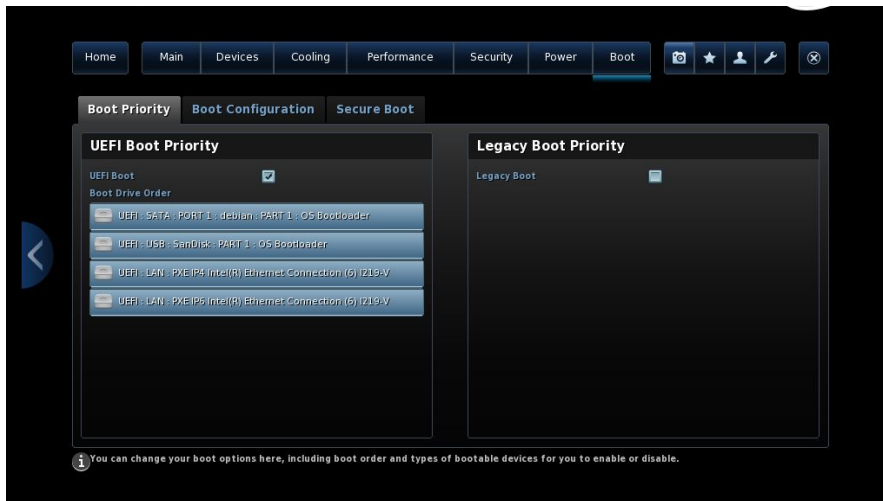 Home Main Devices Cooling Performance Security Power Boot
Boot Priority Boot Configuration Secure Boot
UEFI Boot Priority
UEFI Boot
Boot Drive Order
UEFI : SATA : PORT 1 : debian : PART 1 : OS Bootloader
UEFI : USB : SanDisk : PART 1 : OS Bootloader
UEFI : LAN : PXE IP4 Intel(R) Ethernet Connection (6) I219-V
UEFI : LAN : PXE IP6 Intel(R) Ethernet Connection (6) I219-V
Legacy Boot Priority
Legacy Boot
You can change your boot options here, including boot order and types of bootable devices for you to enable or disable.